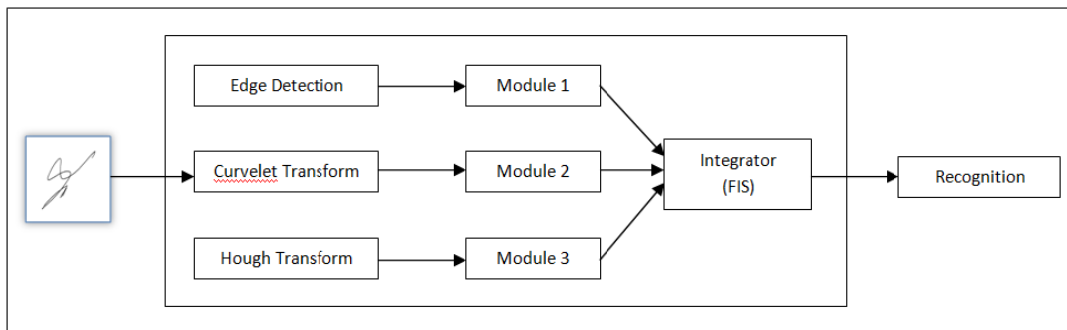 Edge Detection
Module 1
Curvelet Transform
Module 2
Integrator
(FIS)
Recognition
Hough Transform
Module 3